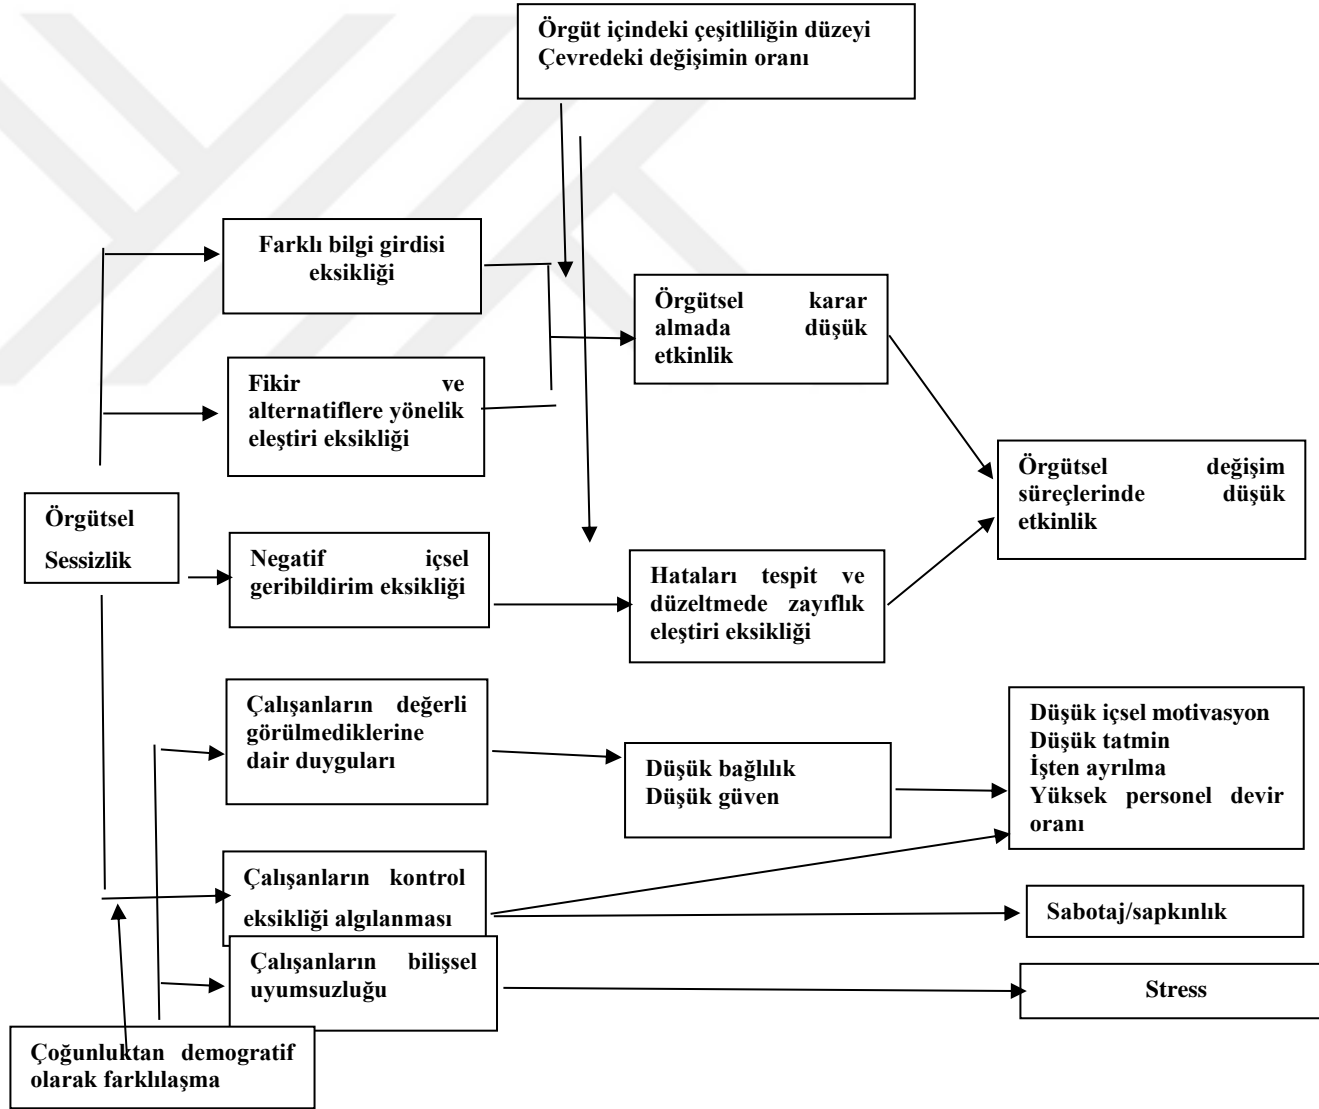 Örgüt içindeki çeşitliliğin düzeyi
Çevredeki değişimin oranı
Farklı bilgi girdisi
eksikliği
Örgütsel karar
almada düşük
etkinlik
Fikir ve
alternatiflere yönelik
eleştiri eksikliği
Örgütsel değişim
süreçlerinde düşük
etkinlik
Örgütsel
Sessizlik
Negatif içsel
geribildirim eksikliği
Hataları tespit ve
düzeltmede zayıflık
eleştiri eksikliği
Çalışanların değerli
görülmediklerine
dair duyguları
Düşük bağlılık
Düşük güven
Düşük içsel motivasyon
Düşük tatmin
İşten ayrılma
Yüksek personel devir
oranı
Çalışanların kontrol
eksikliği algılanması
Sabotaj/sapkınlık
Çalışanların bilişsel
uyumsuzluğu
Stress
Çoğunluktan demogratif
olarak farklılaşma